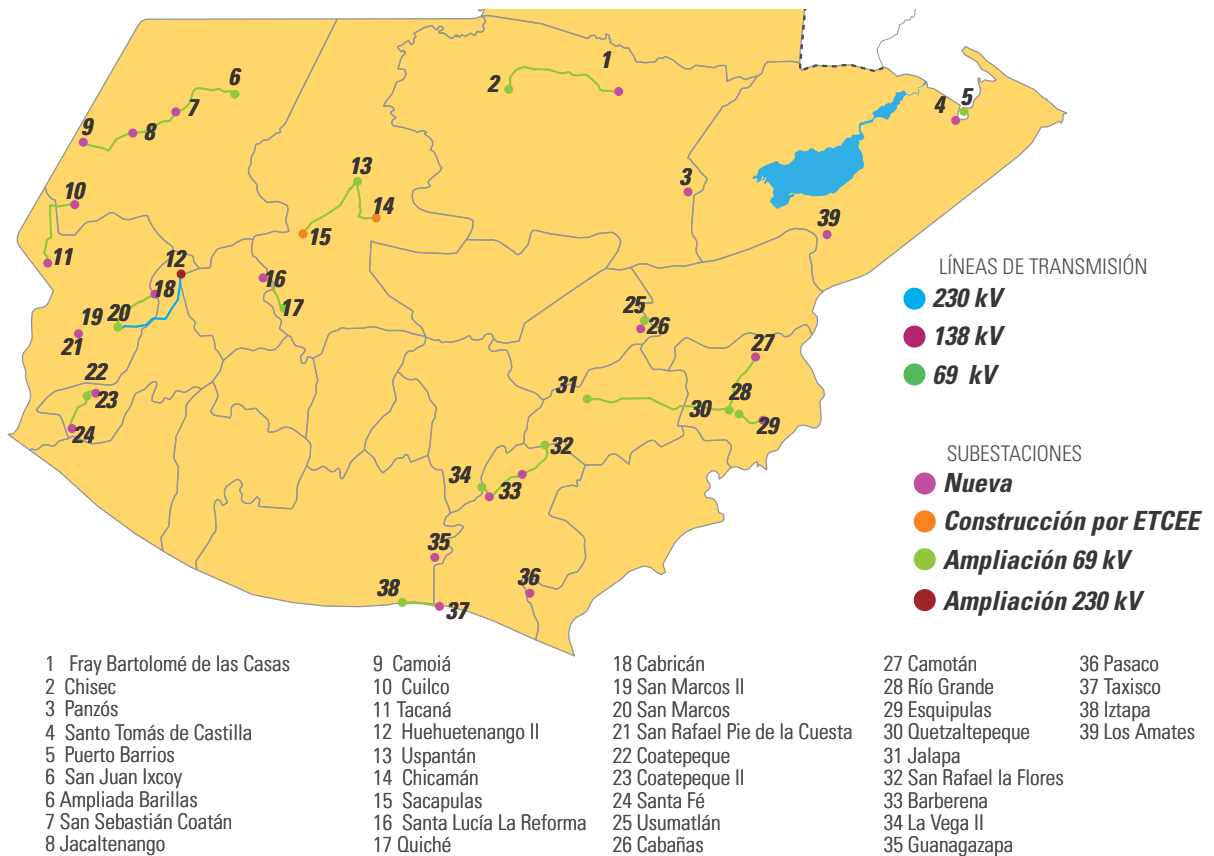 1
2
3
4
5
6
7
8
9
10
11
12
13
14
15
16
17
18
19
20
21
22
23
24
25
26
27
28
29
30
31
32
33
34
35
36
37
38
39
LÍNEAS DE TRANSMISIÓN
230 kV
138 kV
69 kV
SUBESTACIONES
Nueva
Construcción por ETCEE
Ampliación 69 kV
Ampliación 230 kV
1 Fray Bartolomé de las Casas
2 Chisec
3 Panzós
4 Santo Tomás de Castilla
5 Puerto Barrios
6 San Juan Ixcoy
6 Ampliada Barillas
7 San Sebastián Coatán
8 Jacaltenango
9 Camoiá
10 Cuilco
11 Tacaná
12 Huehuetenango II
13 Uspantán
14 Chicamán
15 Sacapulas
16 Santa Lucía La Reforma
17 Quiché
18 Cabricán
19 San Marcos II
20 San Marcos
21 San Rafael Pie de la Cuesta
22 Coatepeque
23 Coatepeque II
24 Santa Fé
25 Usumatlán
26 Cabañas
27 Camotán
28 Río Grande
29 Esquipulas
30 Quetzaltepeque
31 Jalapa
32 San Rafael la Flores
33 Barberena
34 La Vega II
35 Guanagazapa
36 Pasaco
37 Taxisco
38 Iztapa
39 Los Amates